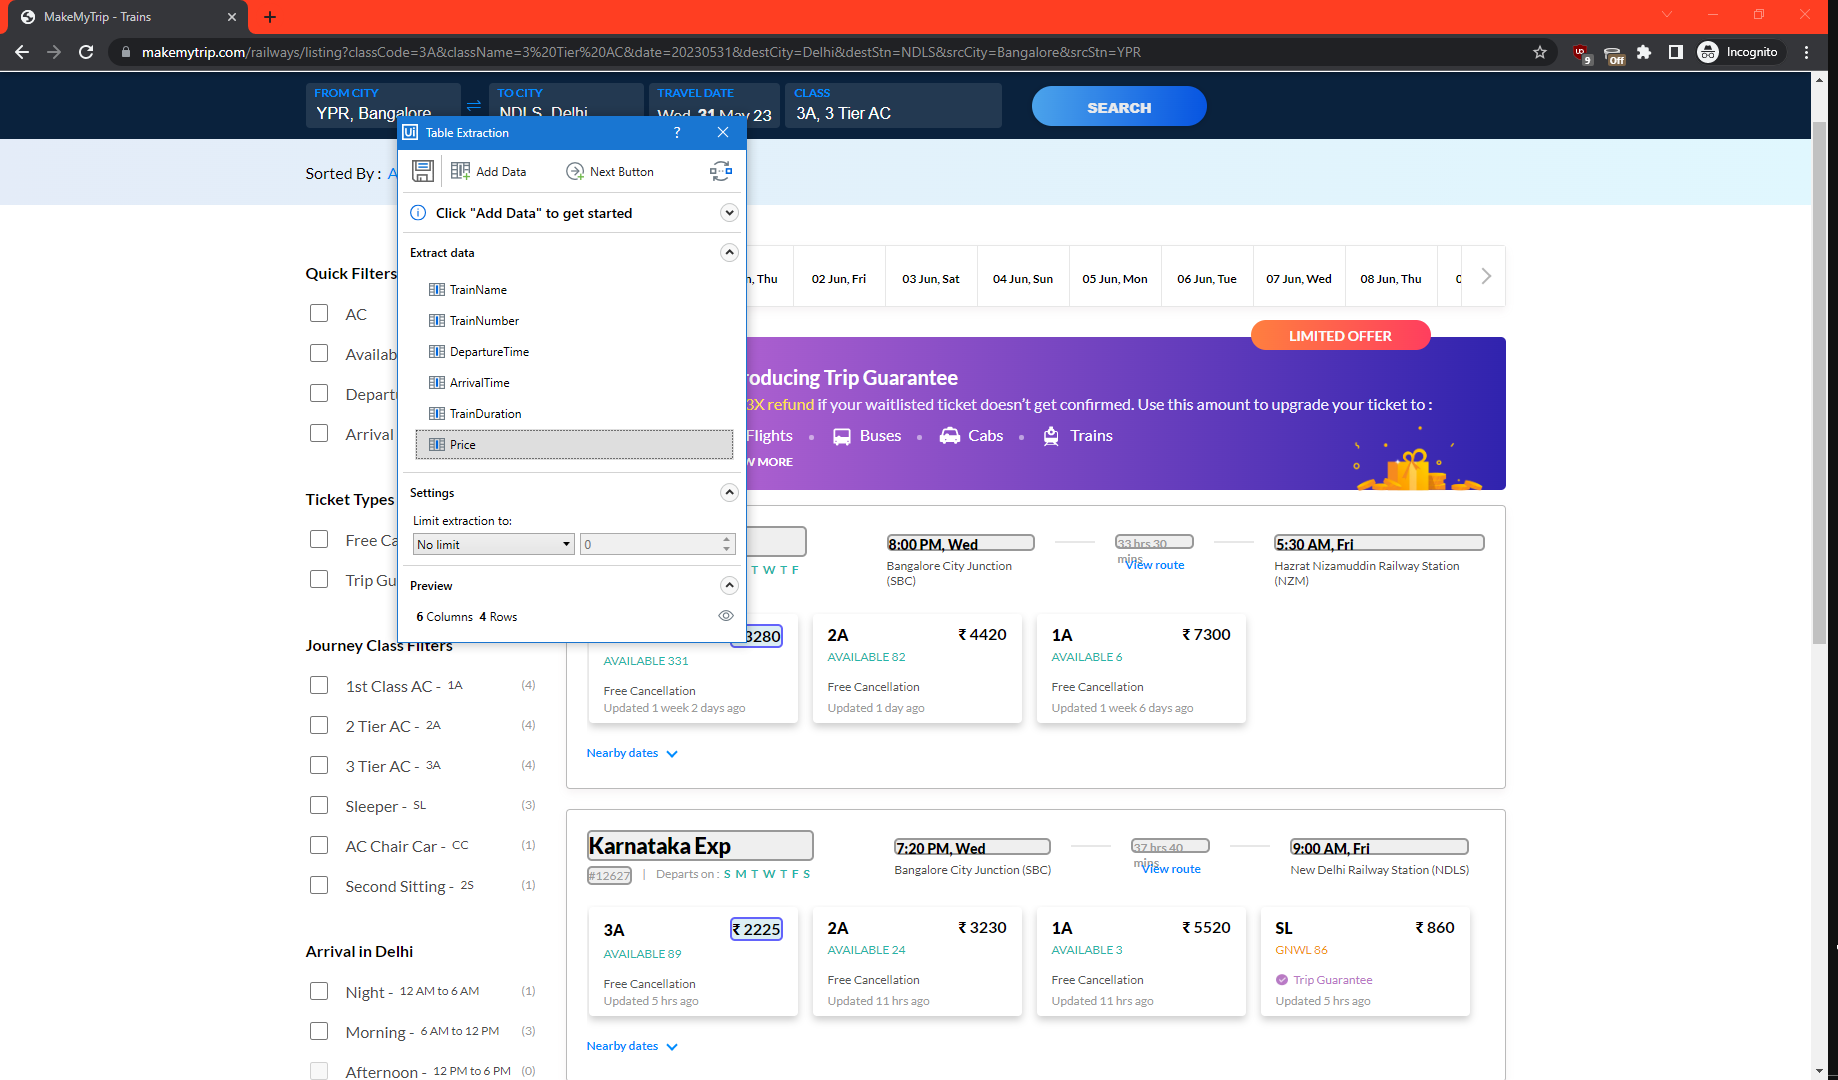 MakeMyTrip - Trains
makemytrip.com/railways/listing?classCode=3A&className=3%20Tier%20AC&date=20230531&destCity=Delhi&destStn=NDLS&srcCity=Bangalore&srcStn=YPR
9
Off
Incognito
FROM CITY
YPR, Bangalore
TO CITY
NDLS, Delhi
TRAVEL DATE
Wed, 31 May 23
CLASS
3A, 3 Tier AC
SEARCH
Sorted By : A
Ui Table Extraction
?
Add Data
Next Button
Click "Add Data" to get started
Extract data
TrainName
TrainNumber
DepartureTime
ArrivalTime
TrainDuration
Price
Settings
Limit extraction to:
No limit
0
Preview
6 Columns 4 Rows
Quick Filters
AC
Availab
Depart
Arrival
Ticket Types
Free Ca
Trip Gu
Journey Class Filters
1st Class AC - 1A (4)
2 Tier AC - 2A (4)
3 Tier AC - 3A (4)
Sleeper - SL (3)
AC Chair Car - CC (1)
Second Sitting - 2S (1)
Arrival in Delhi
Night - 12 AM to 6 AM (1)
Morning - 6 AM to 12 PM (3)
Afternoon - 12 PM to 6 PM (0)
n, Thu
02 Jun, Fri
03 Jun, Sat
04 Jun, Sun
05 Jun, Mon
06 Jun, Tue
07 Jun, Wed
08 Jun, Thu
0
LIMITED OFFER
roducing Trip Guarantee
3X refund if your waitlisted ticket doesn't get confirmed. Use this amount to upgrade your ticket to :
Flights • Buses • Cabs • Trains
W MORE
T W T F
8:00 PM, Wed
Bangalore City Junction
(SBC)
33 hrs 30
mins
View route
5:30 AM, Fri
Hazrat Nizamuddin Railway Station
(NZM)
3280
AVAILABLE 331
Free Cancellation
Updated 1 week 2 days ago
2A ₹ 4420
AVAILABLE 82
Free Cancellation
Updated 1 day ago
1A ₹ 7300
AVAILABLE 6
Free Cancellation
Updated 1 week 6 days ago
Nearby dates
Karnataka Exp
#12627 | Departs on : S M T W T F S
7:20 PM, Wed
Bangalore City Junction (SBC)
37 hrs 40
mins
View route
9:00 AM, Fri
New Delhi Railway Station (NDLS)
3A ₹ 2225
AVAILABLE 89
Free Cancellation
Updated 5 hrs ago
2A ₹ 3230
AVAILABLE 24
Free Cancellation
Updated 11 hrs ago
1A ₹ 5520
AVAILABLE 3
Free Cancellation
Updated 11 hrs ago
SL ₹ 860
GNWL 86
Trip Guarantee
Updated 5 hrs ago
Nearby dates